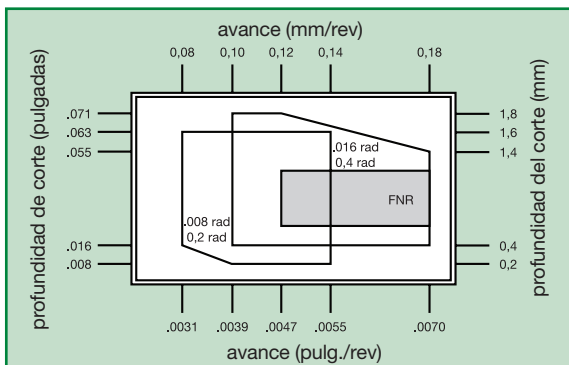 avance (mm/rev)
0,08 0,10 0,12 0,14 0,18
profundidad de corte (pulgadas)
.071
.063
.055
.016
.008
.016 rad
0,4 rad
FNR
.008 rad
0,2 rad
1,8
1,6
1,4
0,4
0,2
profundidad del corte (mm)
.0031 .0039 .0047 .0055 .0070
avance (pulg./rev)